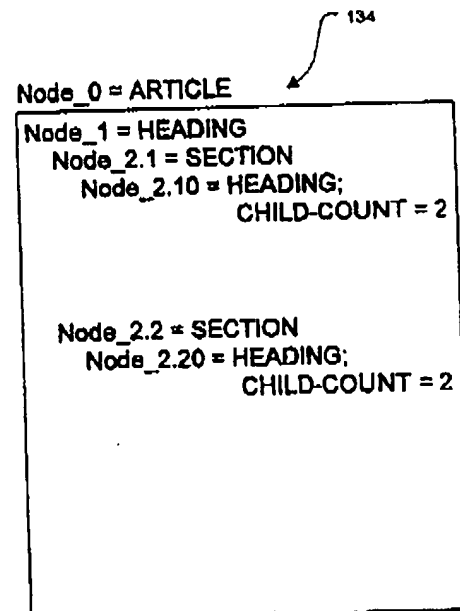 134
Node_0 = ARTICLE
Node_1 = HEADING
Node_2.1 = SECTION
Node_2.10 = HEADING;
CHILD-COUNT = 2
Node_2.2 = SECTION
Node_2.20 = HEADING;
CHILD-COUNT = 2